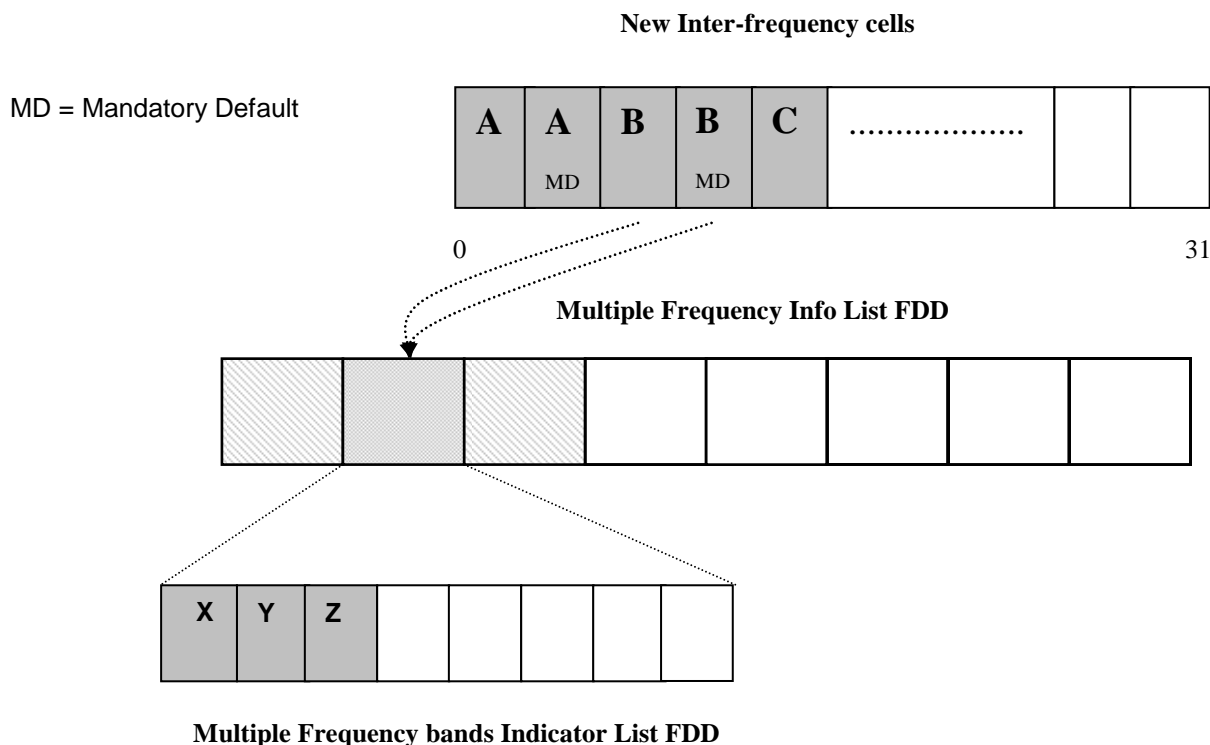 New Inter-frequency cells
MD = Mandatory Default
A A B B C ...................
MD MD
0 31
Multiple Frequency Info List FDD
X Y Z
Multiple Frequency bands Indicator List FDD